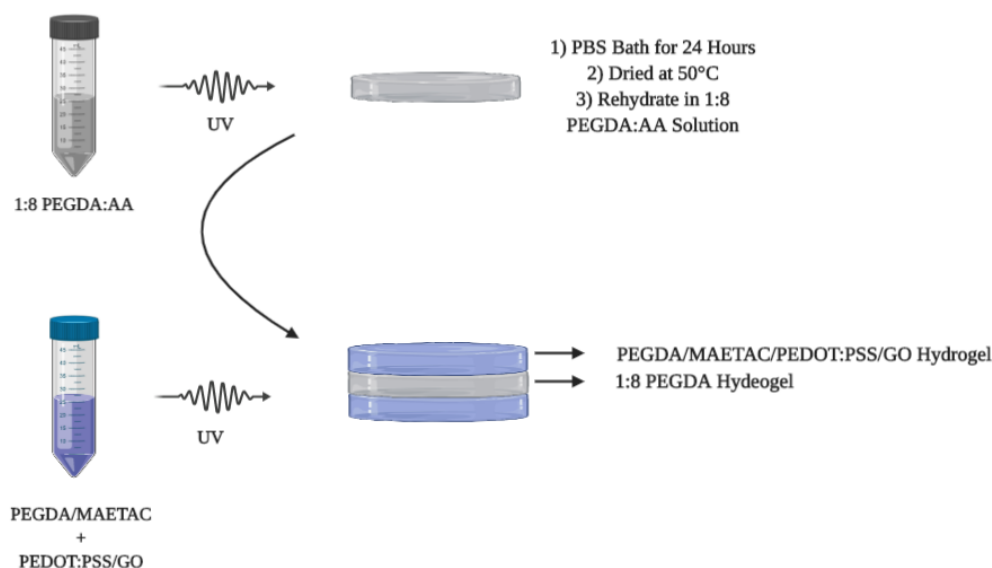 1) PBS Bath for 24 Hours
2) Dried at 50°C
3) Rehydrate in 1:8
PEGDA:AA Solution
UV
1:8 PEGDA:AA
PEGDA/MAETAC/PEDOT:PSS/GO Hydrogel
1:8 PEGDA Hydeogel
UV
PEGDA/MAETAC
+
PEDOT:PSS/GO